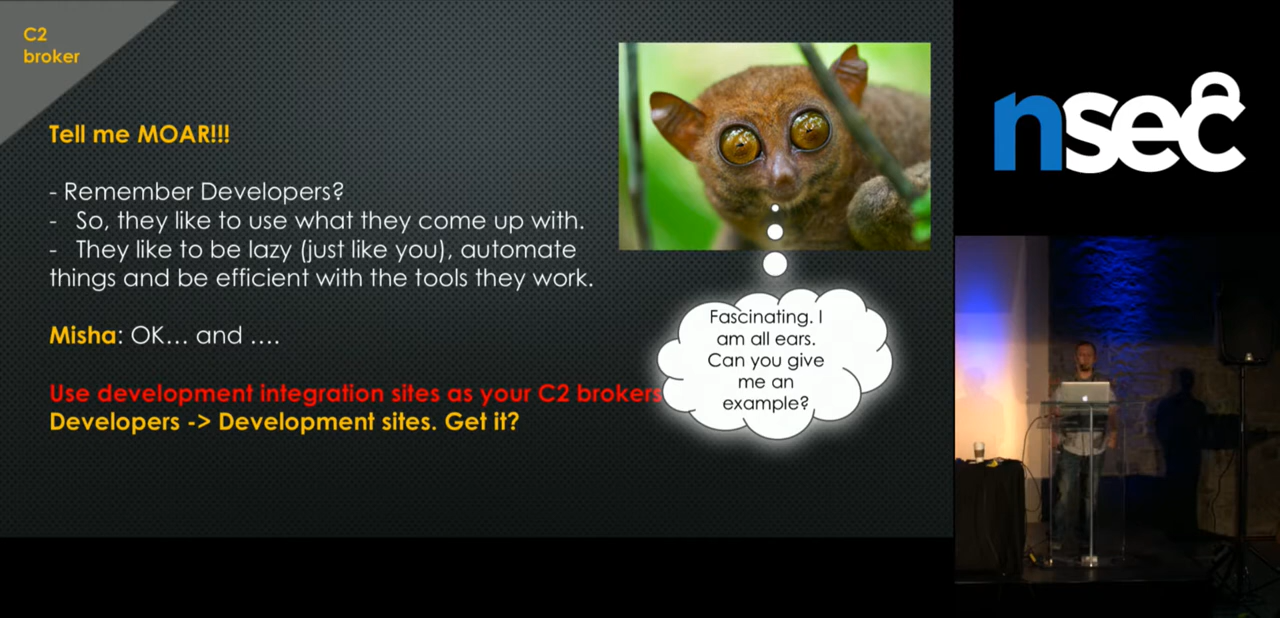 C2
broker
Tell me MOAR!!!
- Remember Developers?
- So, they like to use what they come up with.
- They like to be lazy (just like you), automate
things and be efficient with the tools they work.
Misha: OK... and ....
Use development integration sites as your C2 brokers
Developers -> Development sites. Get it?
Fascinating. I
am all ears.
Can you give
me an
example?
nsec